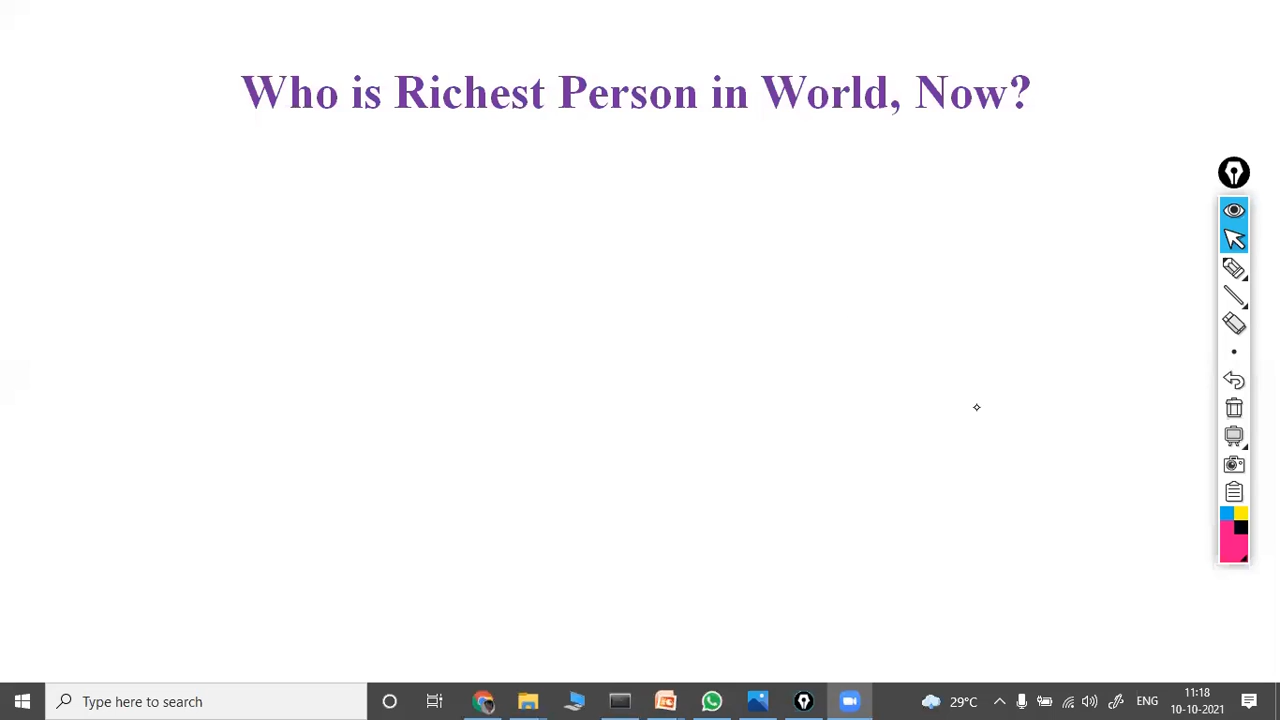 Who is Richest Person in World, Now?
Type here to search
29°C
ENG
11:18
10-10-2021